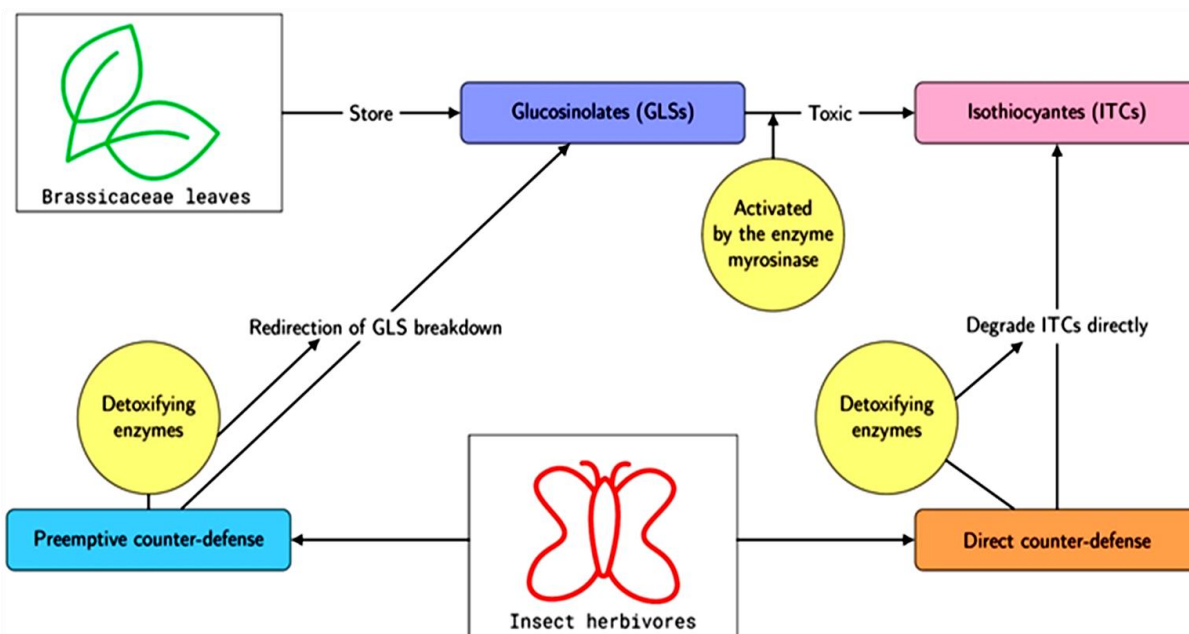 Brassicaceae leaves
Store
Glucosinolates (GLSs)
Toxic
Isothiocyantes (ITCs)
Activated
by the enzyme
myrosinase
Redirection of GLS breakdown
Degrade ITCs directly
Detoxifying
enzymes
Detoxifying
enzymes
Preemptive counter-defense
Insect herbivores
Direct counter-defense